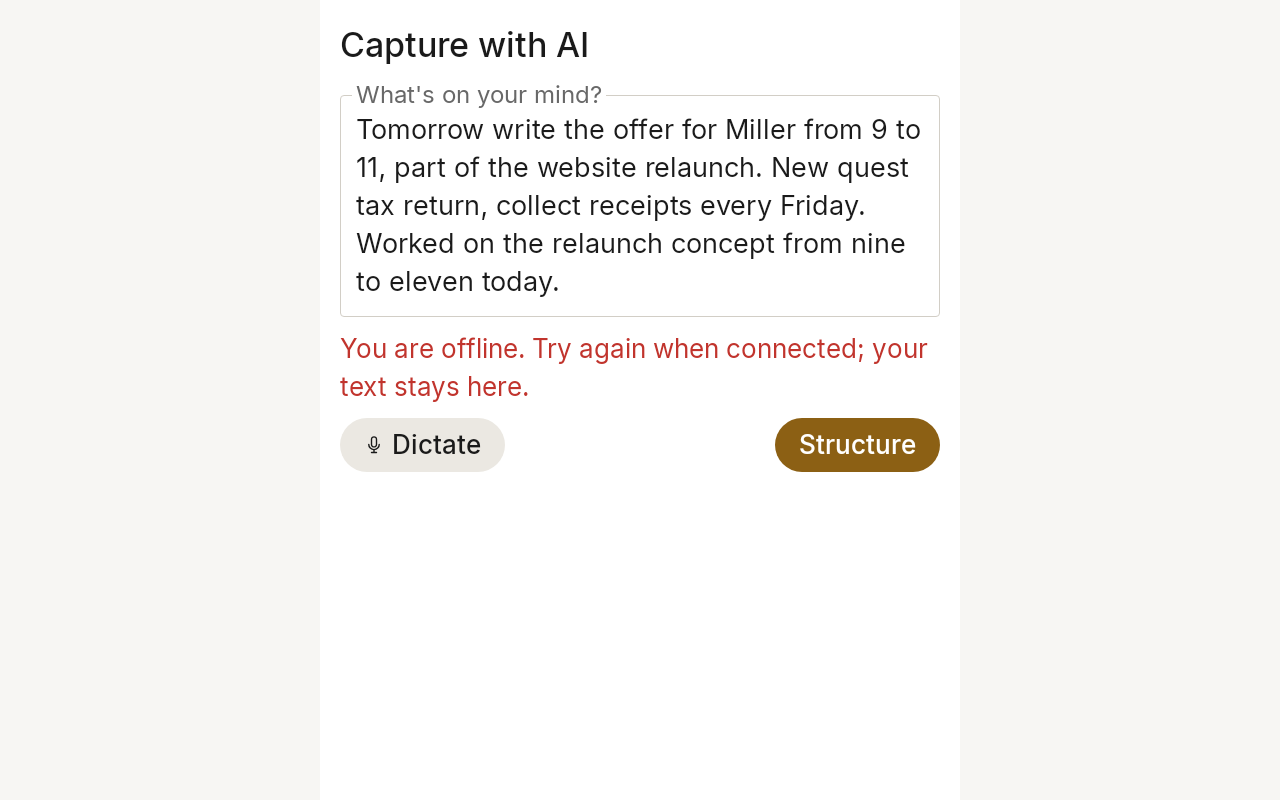 Capture with AI
What's on your mind?
Tomorrow write the offer for Miller from 9 to
11, part of the website relaunch. New quest
tax return, collect receipts every Friday.
Worked on the relaunch concept from nine
to eleven today.
You are offline. Try again when connected; your
text stays here.
Dictate
Structure